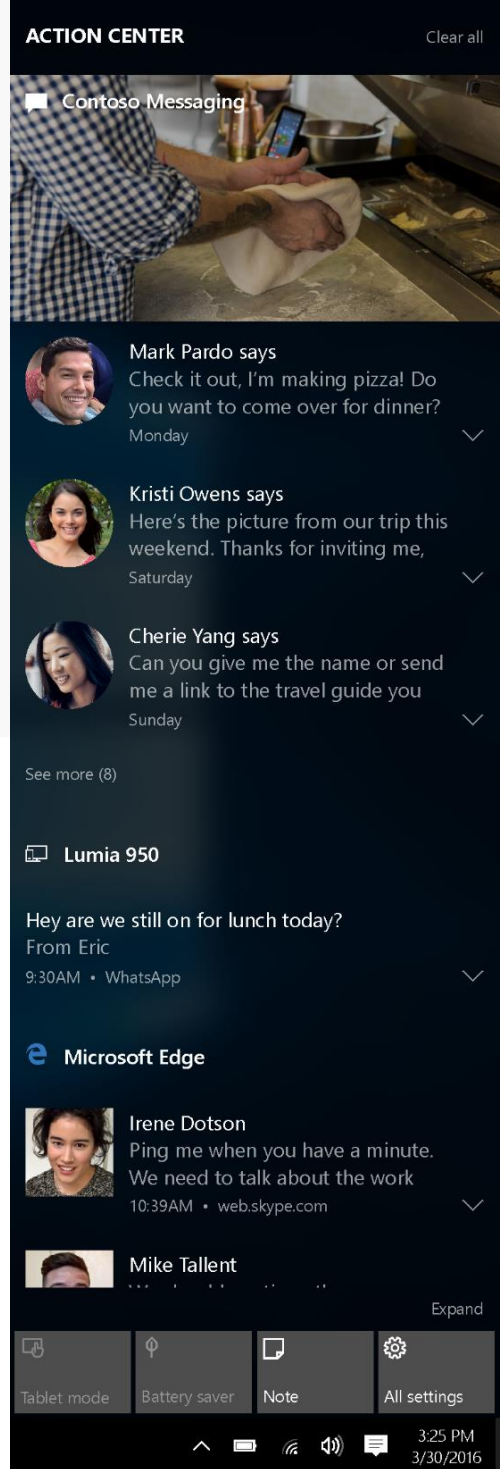 ACTION CENTER
Clear all
Contoso Messaging
Mark Pardo says
Check it out, I'm making pizza! Do
you want to come over for dinner?
Monday
Kristi Owens says
Here's the picture from our trip this
weekend. Thanks for inviting me,
Saturday
Cherie Yang says
Can you give me the name or send
me a link to the travel guide you
Sunday
See more (8)
Lumia 950
Hey are we still on for lunch today?
From Eric
9:30AM • WhatsApp
Microsoft Edge
Irene Dotson
Ping me when you have a minute.
We need to talk about the work
10:39AM • web.skype.com
Mike Tallent
Expand
Tablet mode
Battery saver
Note
All settings
3:25 PM
3/30/2016